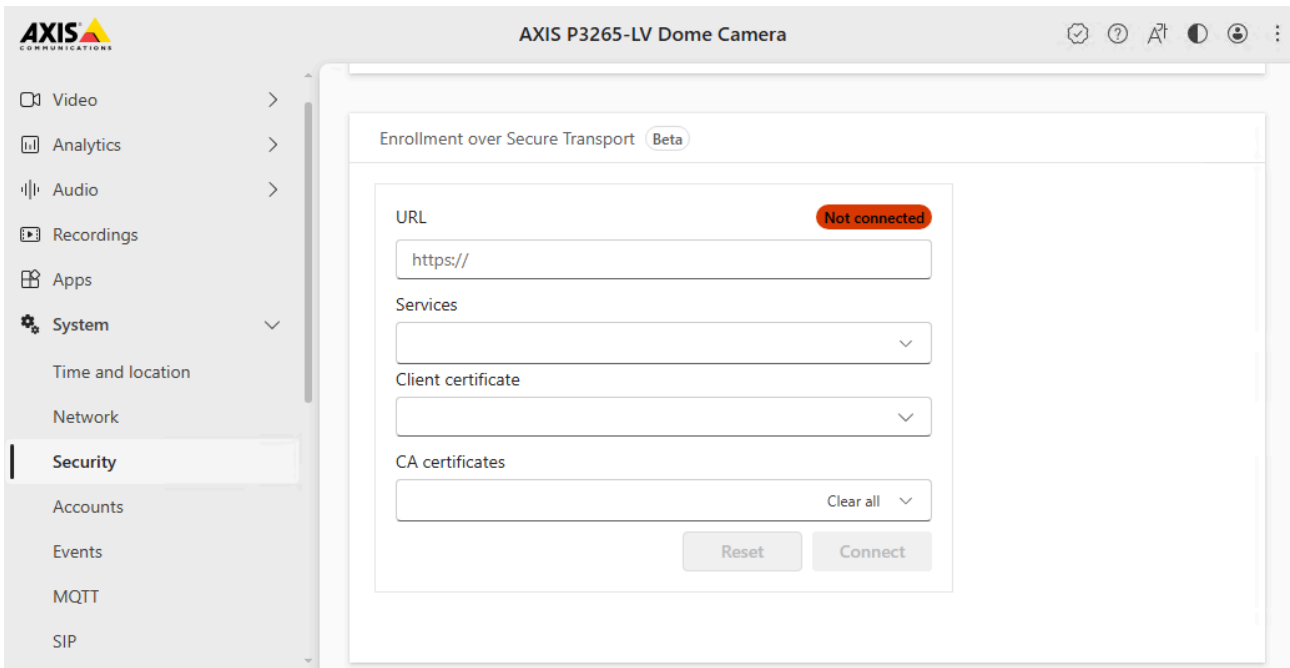 AXIS
COMMUNICATIONS
AXIS P3265-LV Dome Camera
Video
Analytics
Audio
Recordings
Apps
System
Time and location
Network
Security
Accounts
Events
MQTT
SIP
Enrollment over Secure Transport Beta
URL Not connected
https://
Services
Client certificate
CA certificates
Clear all
Reset Connect